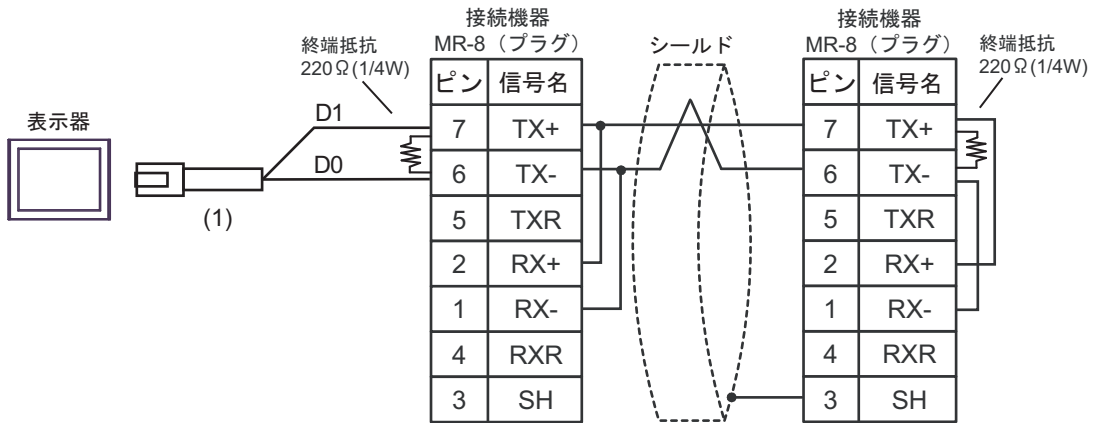 接続機器
MR-8（プラグ）
接続機器
MR-8（プラグ）
終端抵抗
220Ω(1/4W)
シールド
終端抵抗
220Ω(1/4W)
表示器
D1
D0
(1)
ピン 信号名
7 TX+
6 TX-
5 TXR
2 RX+
1 RX-
4 RXR
3 SH
ピン 信号名
7 TX+
6 TX-
5 TXR
2 RX+
1 RX-
4 RXR
3 SH